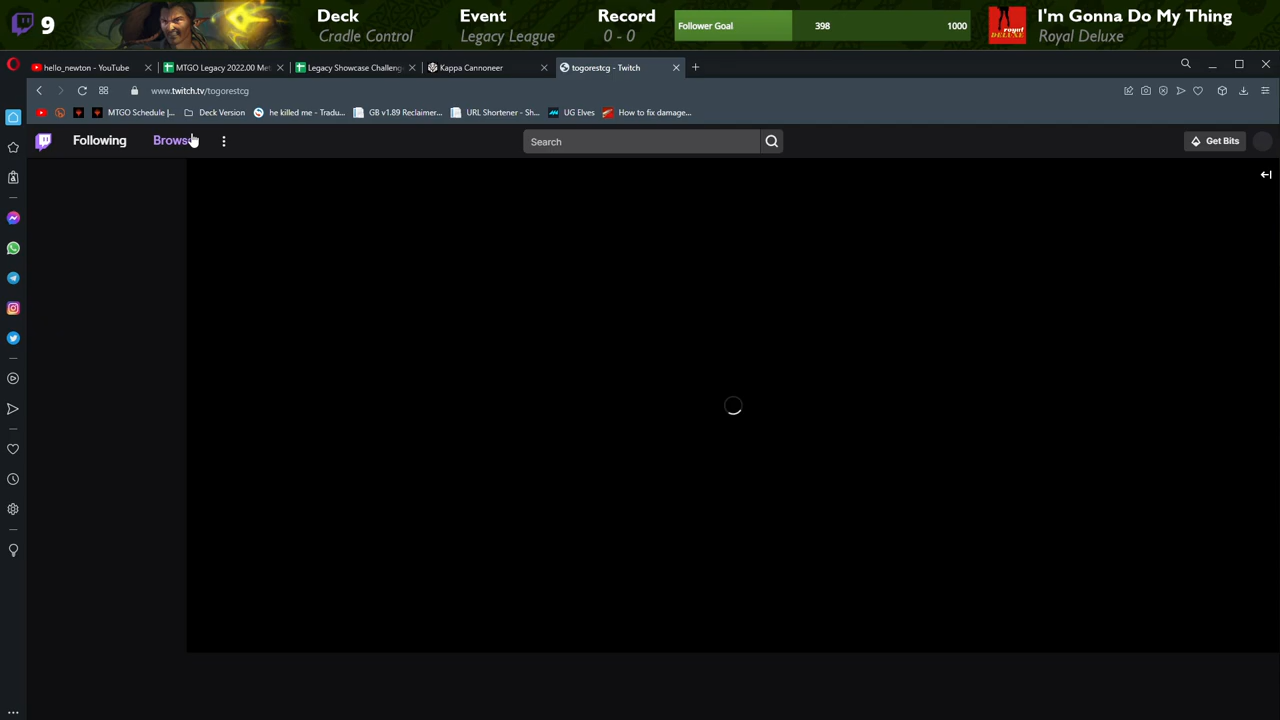 9
Deck
Cradle Control
Event
Legacy League
Record
0 - 0
Follower Goal
398
1000
royal
DELUXE
I'm Gonna Do My Thing
Royal Deluxe
hello_newton - YouTube
MTGO Legacy 2022.00 Met
Legacy Showcase Challeng
Kappa Cannoneer
togorestcg - Twitch
www.twitch.tv/togorestcg
MTGO Schedule |...
Deck Version
he killed me - Tradu...
GB v1.89 Reclaimer...
URL Shortener - Sh...
UG Elves
How to fix damage...
Following
Browse
Search
Get Bits